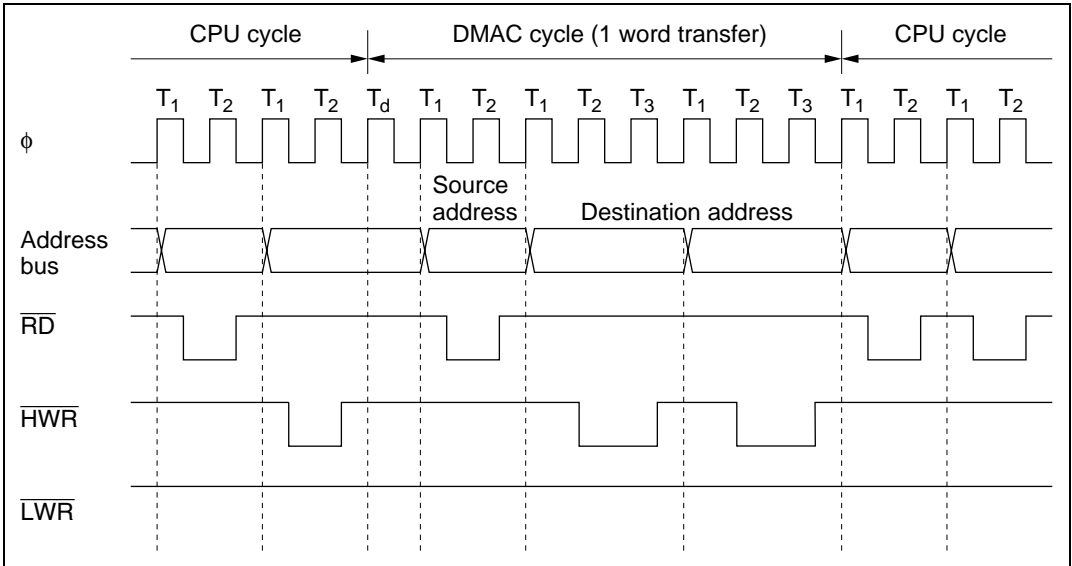 CPU cycle DMAC cycle (1 word transfer) CPU cycle
T1 T2 T1 T2 Td T1 T2 T1 T2 T3 T1 T2 T3 T1 T2 T1 T2
φ
Source
address Destination address
Address
bus
RD
HWR
LWR